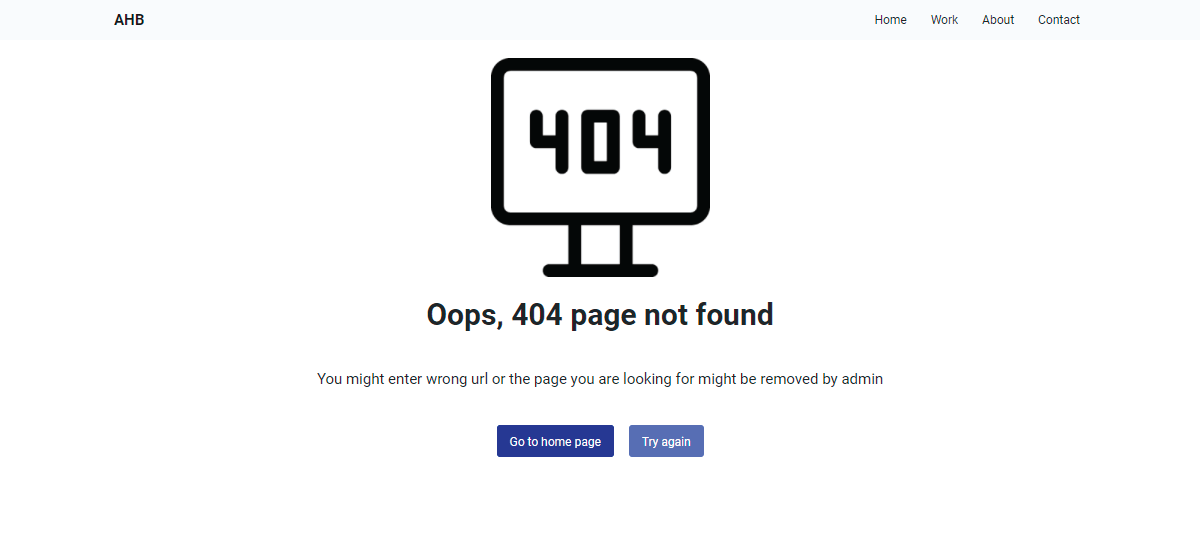 AHB
Home Work About Contact
404
Oops, 404 page not found
You might enter wrong url or the page you are looking for might be removed by admin
Go to home page Try again